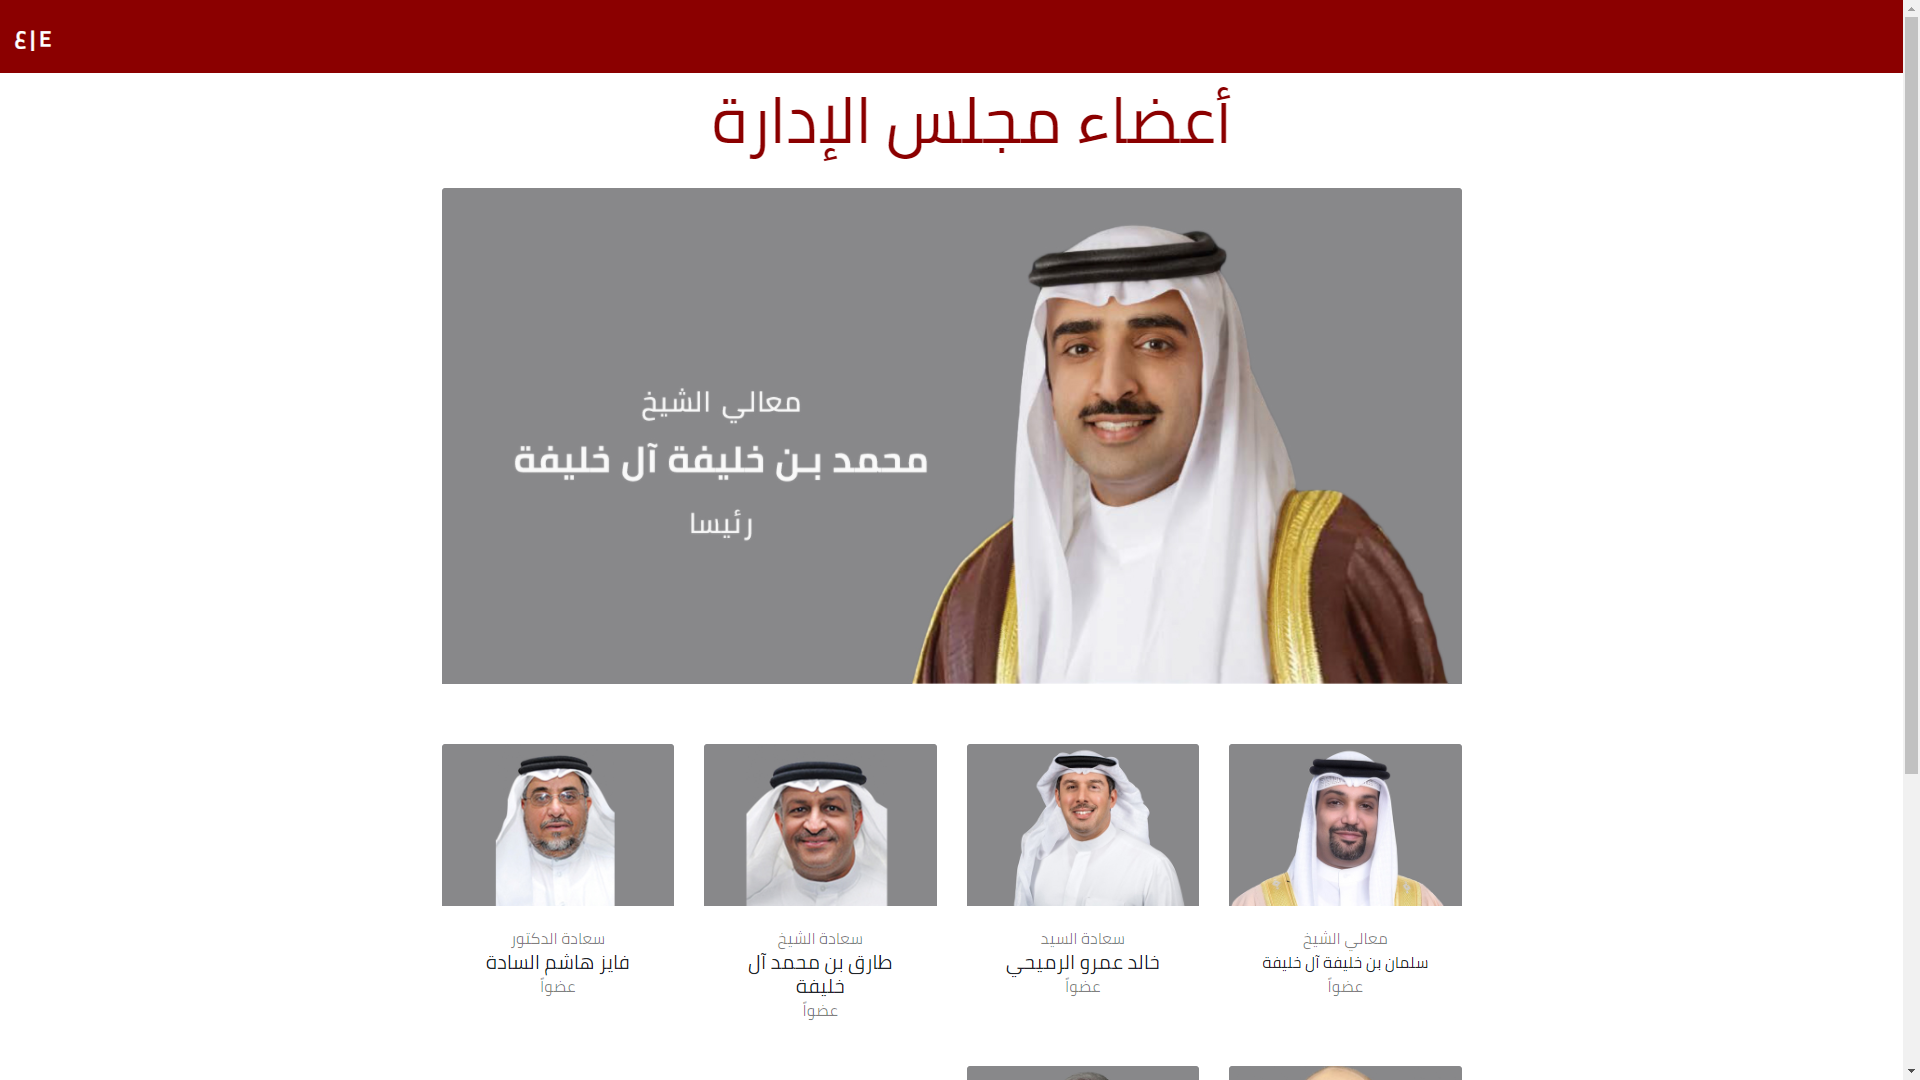 ع|E
أعضاء مجلس الإدارة
معالي الشيخ
محمد بـن خليفة آل خليفة
رئيسا
معالي الشيخ
سلمان بن خليفة آل خليفة
عضواً
سعادة السيد
خالد عمرو الرميحي
عضواً
سعادة الشيخ
طارق بن محمد آل
خليفة
عضواً
سعادة الدكتور
فايز هاشم السادة
عضواً